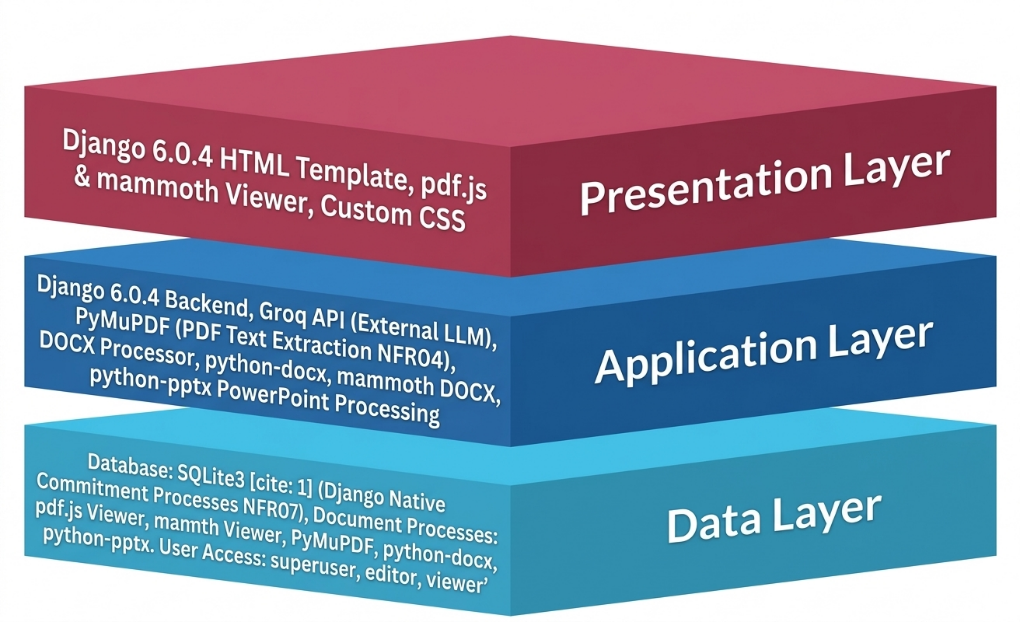 Django 6.0.4 HTML Template, pdf.js
& mammoth Viewer, Custom CSS
Presentation Layer
Django 6.0.4 Backend, Groq API (External LLM),
PyMuPDF (PDF Text Extraction NFR04),
DOCX Processor, python-docx, mammoth DOCX,
python-pptx PowerPoint Processing
Application Layer
Database: SQLite3 [cite: 1] (Django Native
Commitment Processes NFR07), Document Processes:
pdf.js Viewer, mamth Viewer, PyMuPDF, python-docx,
python-pptx. User Access: superuser, editor, viewer’
Data Layer